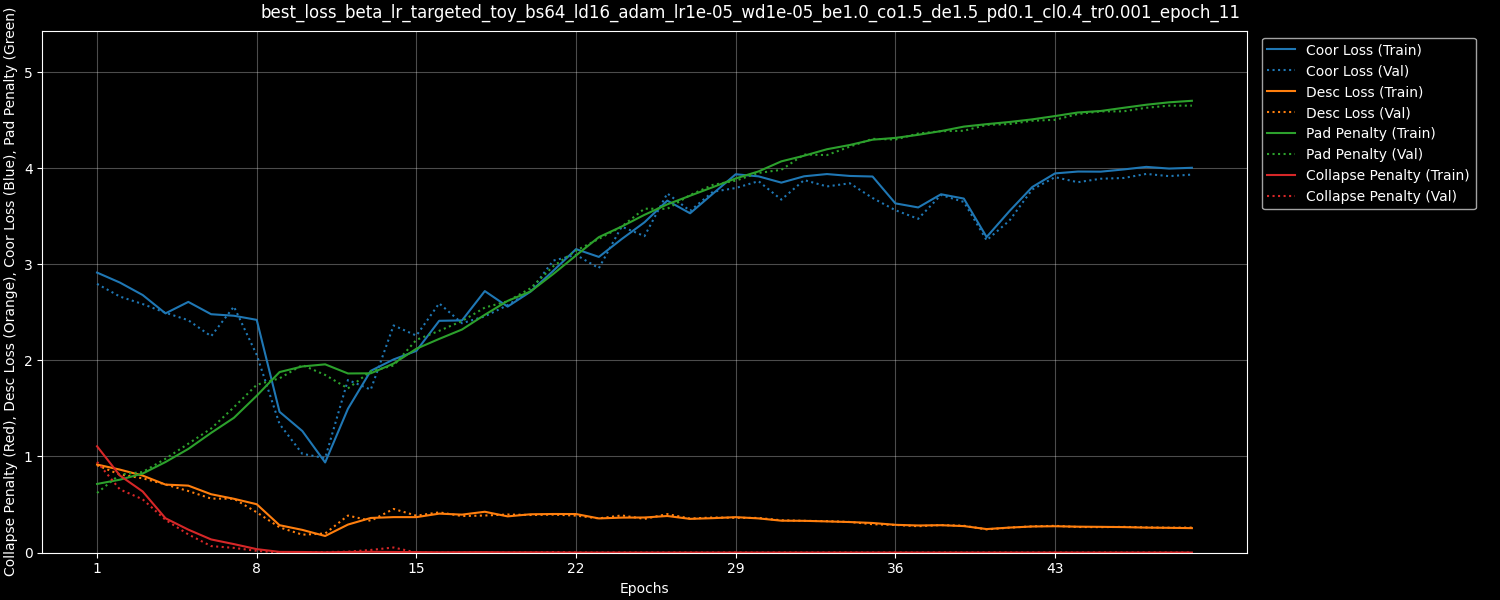 best_loss_beta_lr_targeted_toy_bs64_ld16_adam_lr1e-05_wd1e-05_be1.0_co1.5_de1.5_pd0.1_cl0.4_tr0.001_epoch_11
Collapse Penalty (Red), Desc Loss (Orange), Coor Loss (Blue), Pad Penalty (Green)
5
4
3
2
1
0
1
8
15
22
29
36
43
Epochs
Coor Loss (Train)
Coor Loss (Val)
Desc Loss (Train)
Desc Loss (Val)
Pad Penalty (Train)
Pad Penalty (Val)
Collapse Penalty (Train)
Collapse Penalty (Val)